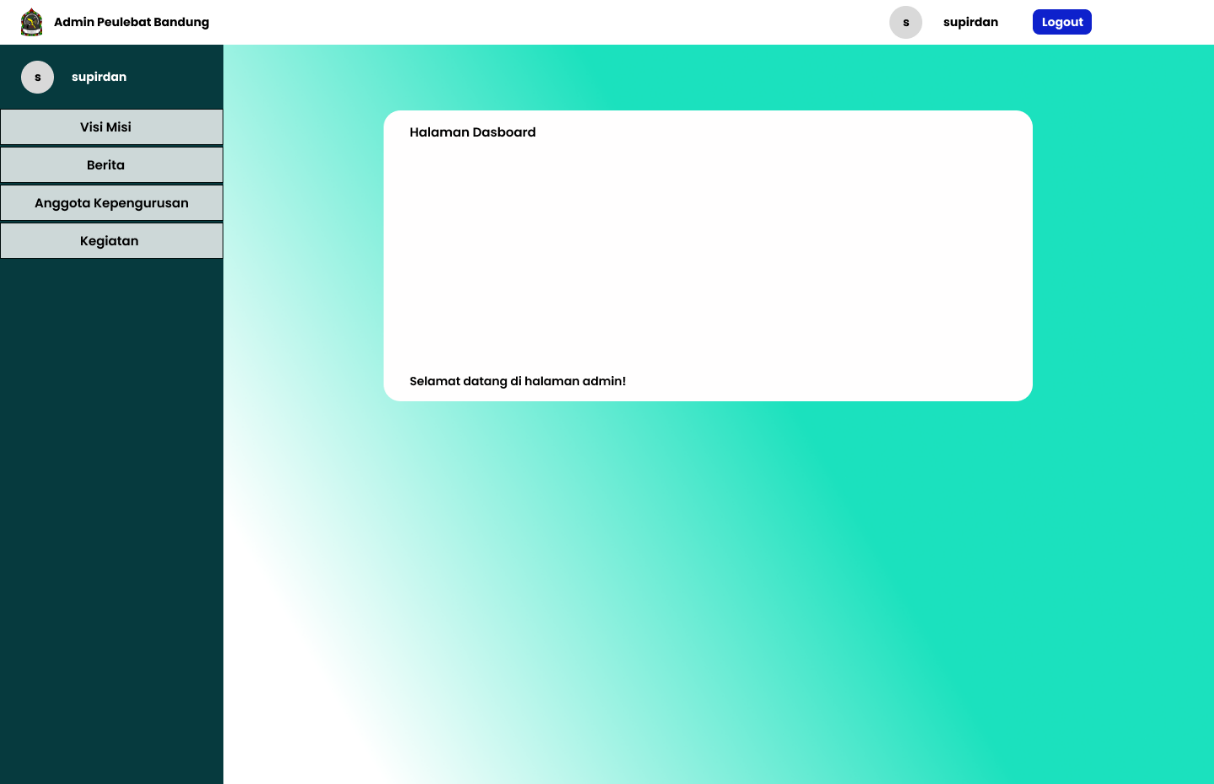 Admin Peulebat Bandung
s
supirdan
Logout
s
supirdan
Visi Misi
Berita
Anggota Kepengurusan
Kegiatan
Halaman Dasboard
Selamat datang di halaman admin!